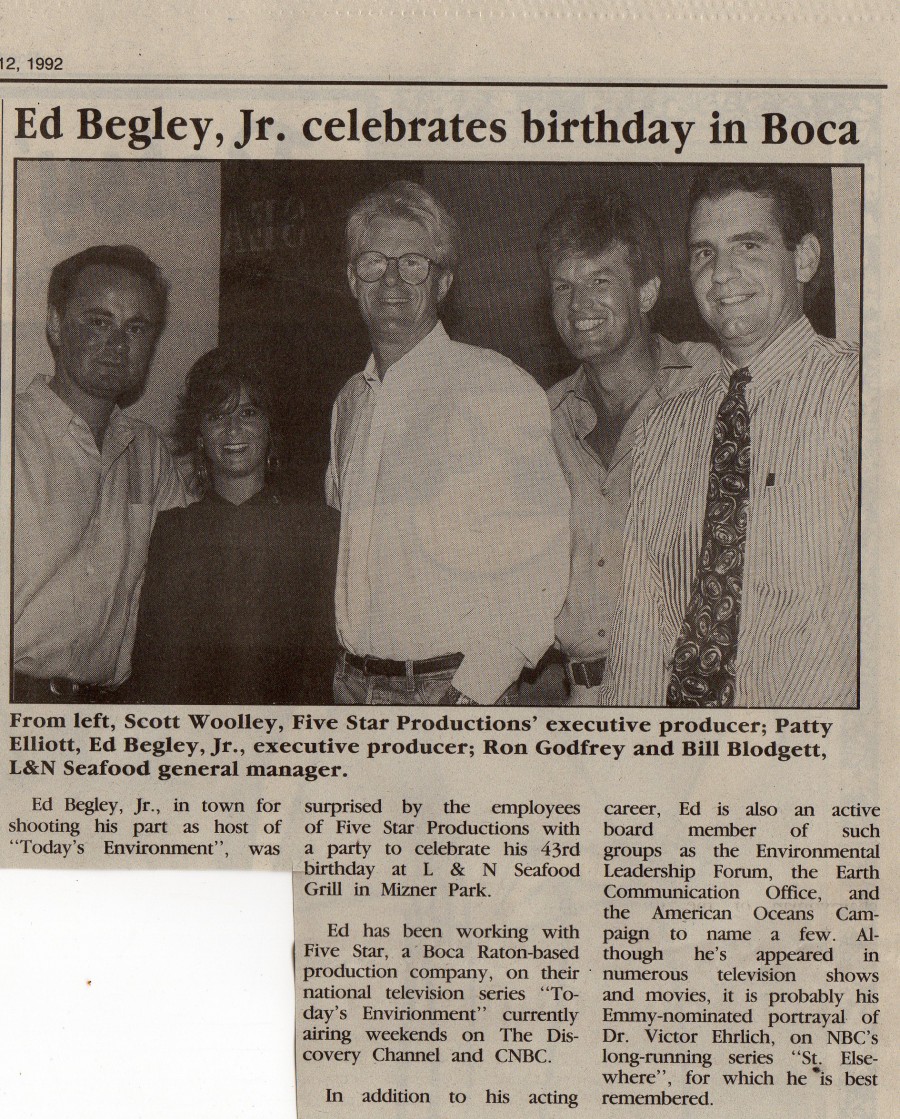 12, 1992
Ed Begley, Jr. celebrates birthday in Boca
From left, Scott Woolley, Five Star Productions' executive producer; Patty
Elliott, Ed Begley, Jr., executive producer; Ron Godfrey and Bill Blodgett,
L&N Seafood general manager.
Ed Begley, Jr., in town for
shooting his part as host of
“Today's Environment”, was
surprised by the employees
of Five Star Productions with
a party to celebrate his 43rd
birthday at L & N Seafood
Grill in Mizner Park.
Ed has been working with
Five Star, a Boca Raton-based
production company, on their
national television series “To-
day's Envirionment” currently
airing weekends on The Dis-
covery Channel and CNBC.
In addition to his acting
career, Ed is also an active
board member of such
groups as the Environmental
Leadership Forum, the Earth
Communication Office, and
the American Oceans Cam-
paign to name a few. Al-
though he's appeared in
numerous television shows
and movies, it is probably his
Emmy-nominated portrayal of
Dr. Victor Ehrlich, on NBC's
long-running series “St. Else-
where”, for which he is best
remembered.